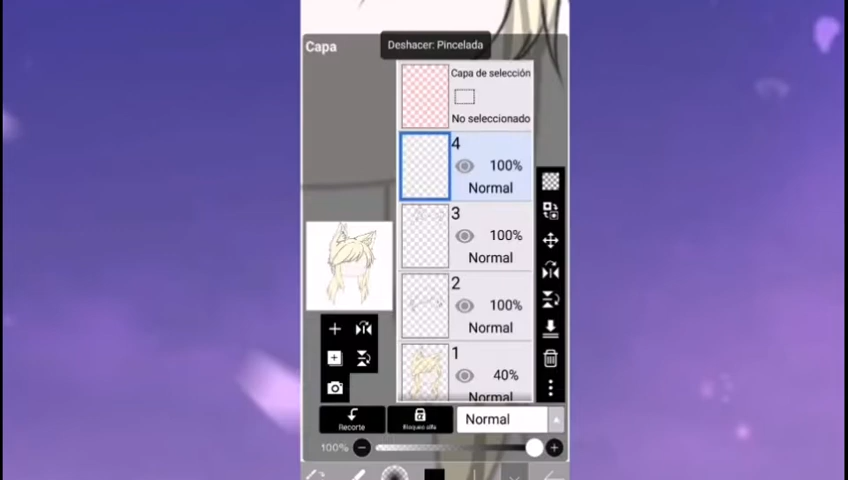 Capa
Deshacer: Pincelada
Capa de selección
No seleccionado
4
100%
Normal
3
100%
Normal
2
100%
Normal
1
40%
Normal
Recorte
Bloqueo alfa
Normal
100%